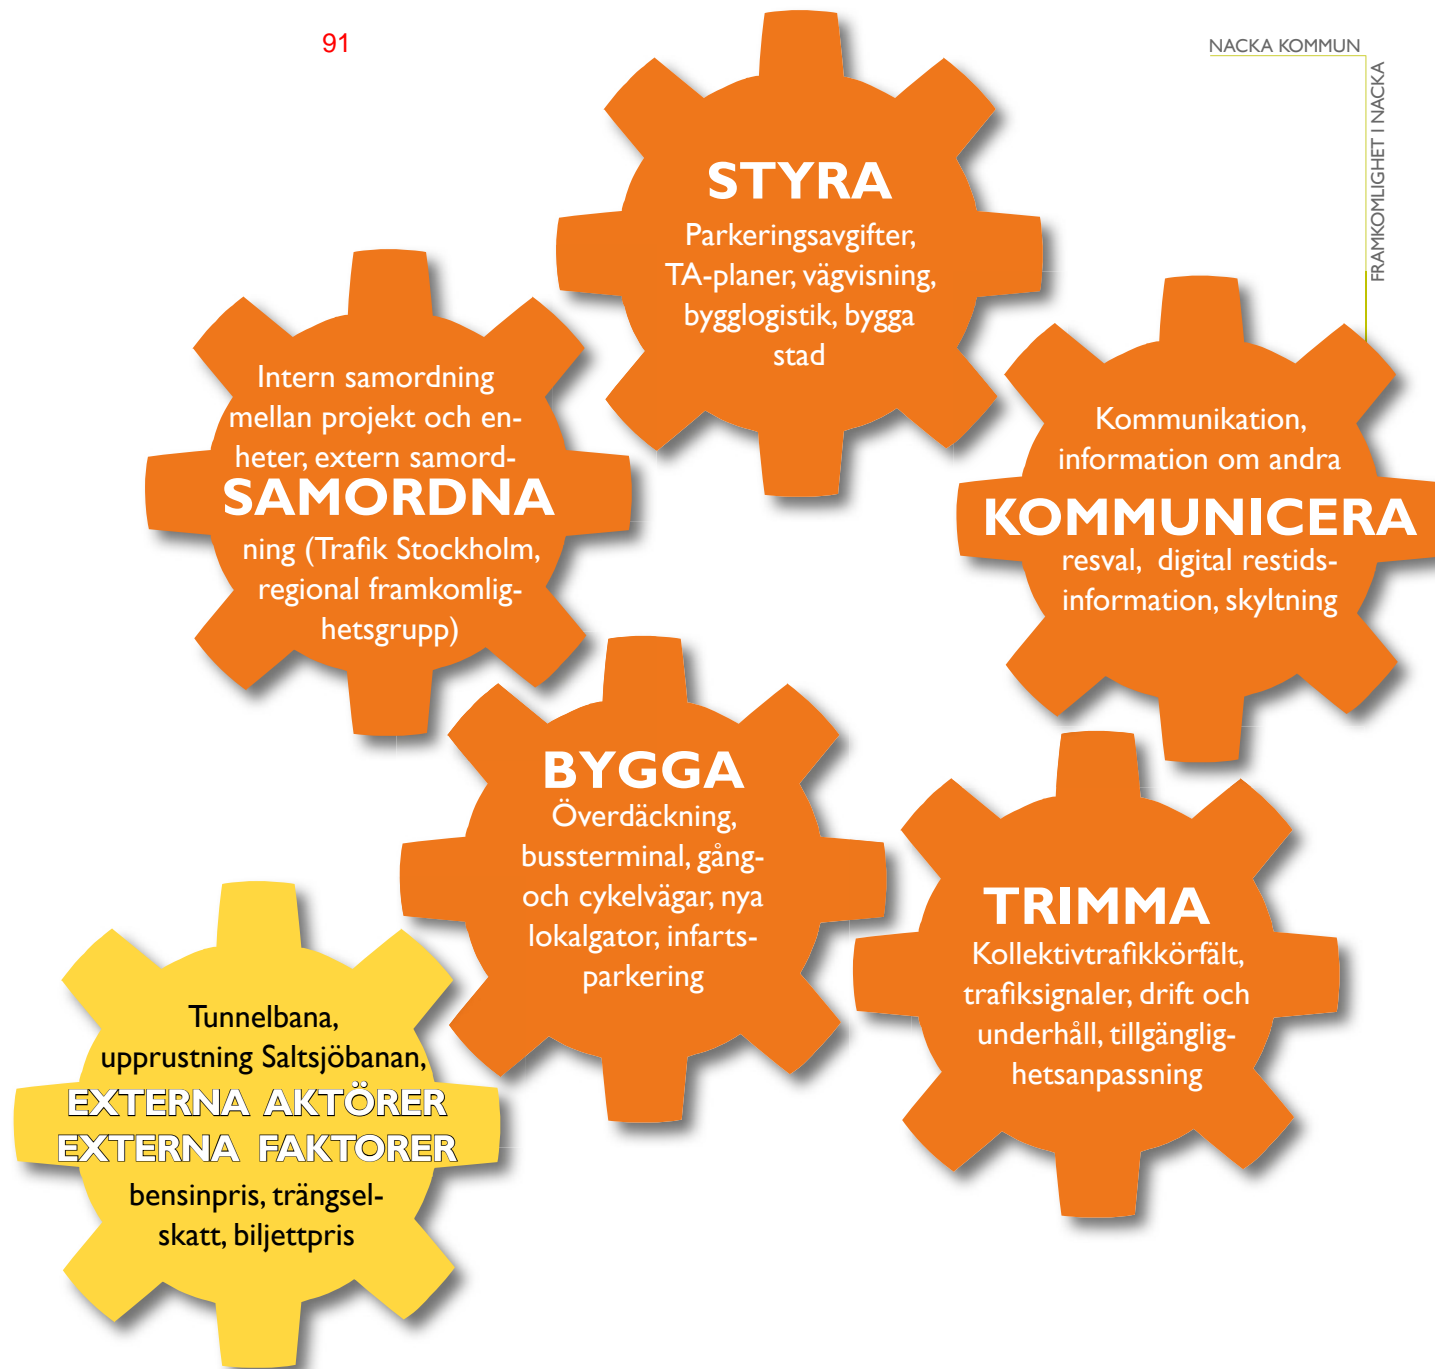 91
NACKA KOMMUN
FRAMKOMLIGHET I NACKA
STYRA
Parkeringsavgifter,
TA-planer, vägvisning,
bygglogistik, bygga
stad
Intern samordning
mellan projekt och en-
heter, extern samord-
SAMORDNA
ning (Trafik Stockholm,
regional framkomlig-
hetsgrupp)
Kommunikation,
information om andra
KOMMUNICERA
resval, digital restids-
information, skyltning
BYGGA
Överdäckning,
bussterminal, gång-
och cykelvägar, nya
lokalgator, infarts-
parkering
TRIMMA
Kollektivtrafikkörfält,
trafiksignaler, drift och
underhåll, tillgänglig-
hetsanpassning
Tunnelbana,
upprustning Saltsjöbanan,
EXTERNA AKTÖRER
EXTERNA FAKTORER
bensinpris, trängsel-
skatt, biljettpris